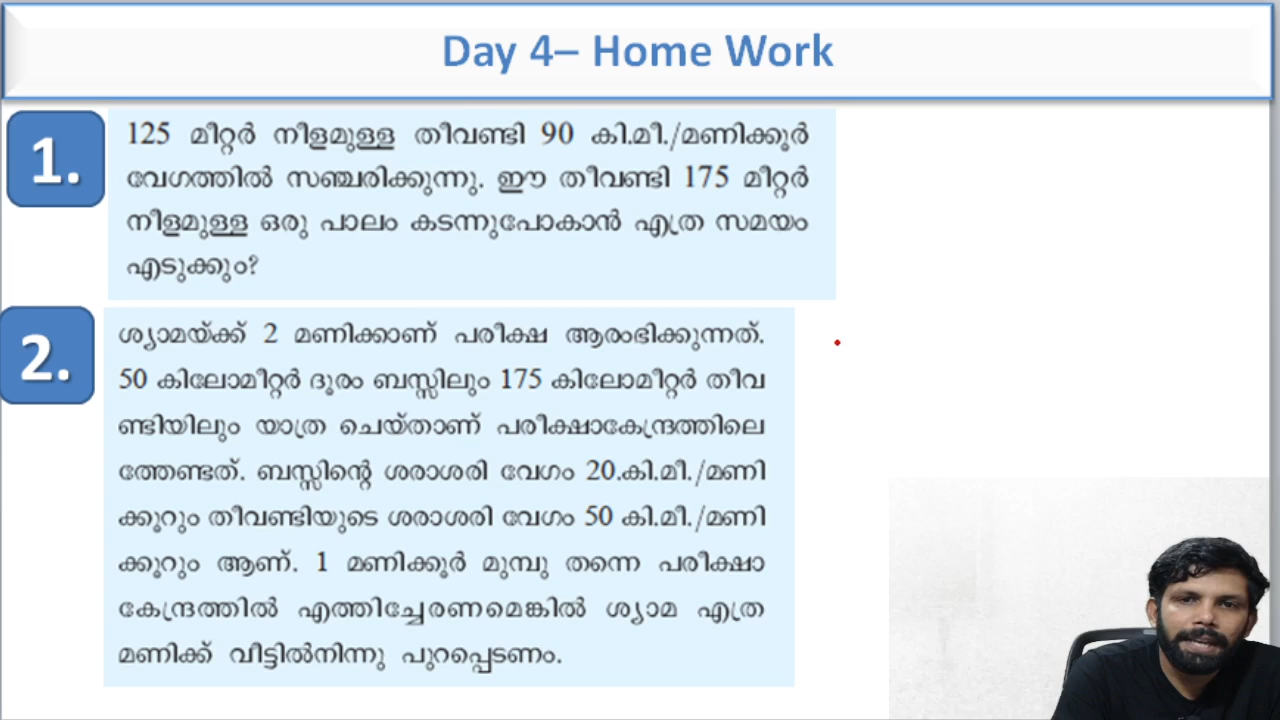 Day 4– Home Work
1.
125 മീറ്റർ നീളമുള്ള തീവണ്ടി 90 കി.മീ./മണിക്കൂർ
വേഗത്തിൽ സഞ്ചരിക്കുന്നു. ഈ തീവണ്ടി 175 മീറ്റർ
നീളമുള്ള ഒരു പാലം കടന്നുപോകാൻ എത്ര സമയം
എടുക്കും?
2.
ശ്യാമയ്ക്ക് 2 മണിക്കാണ് പരീക്ഷ ആരംഭിക്കുന്നത്.
50 കിലോമീറ്റർ ദൂരം ബസ്സിലും 175 കിലോമീറ്റർ തീവ
ണ്ടിയിലും യാത്ര ചെയ്താണ് പരീക്ഷാകേന്ദ്രത്തിലെ
ത്തേണ്ടത്. ബസ്സിന്റെ ശരാശരി വേഗം 20.കി.മീ./മണി
ക്കൂറും തീവണ്ടിയുടെ ശരാശരി വേഗം 50 കി.മീ./മണി
ക്കൂറും ആണ്. 1 മണിക്കൂർ മുമ്പു തന്നെ പരീക്ഷാ
കേന്ദ്രത്തിൽ എത്തിച്ചേരണമെങ്കിൽ ശ്യാമ എത്ര
മണിക്ക് വീട്ടിൽനിന്നു പുറപ്പെടണം.